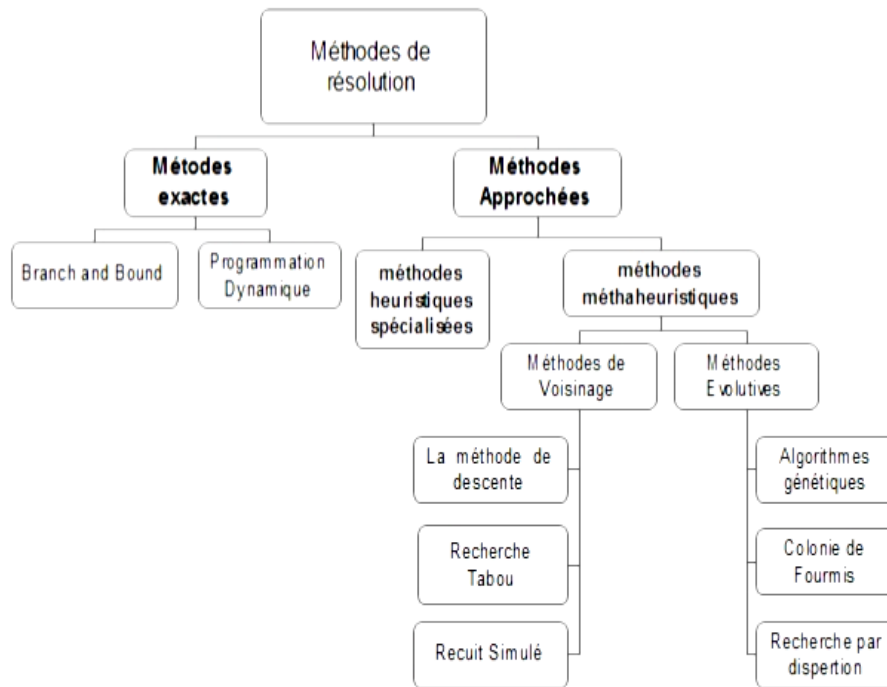 Méthodes de
résolution
Métodes
exactes
Méthodes
Approchées
Branch and Bound
Programmation
Dynamique
méthodes
heuristiques
spécialisées
méthodes
méthaheuristiques
Méthodes de
Voisinage
Méthodes
Evolutives
La méthode de
descente
Algorithmes
génétiques
Recherche
Tabou
Colonie de
Fourmis
Recuit Simulé
Recherche par
dispertion